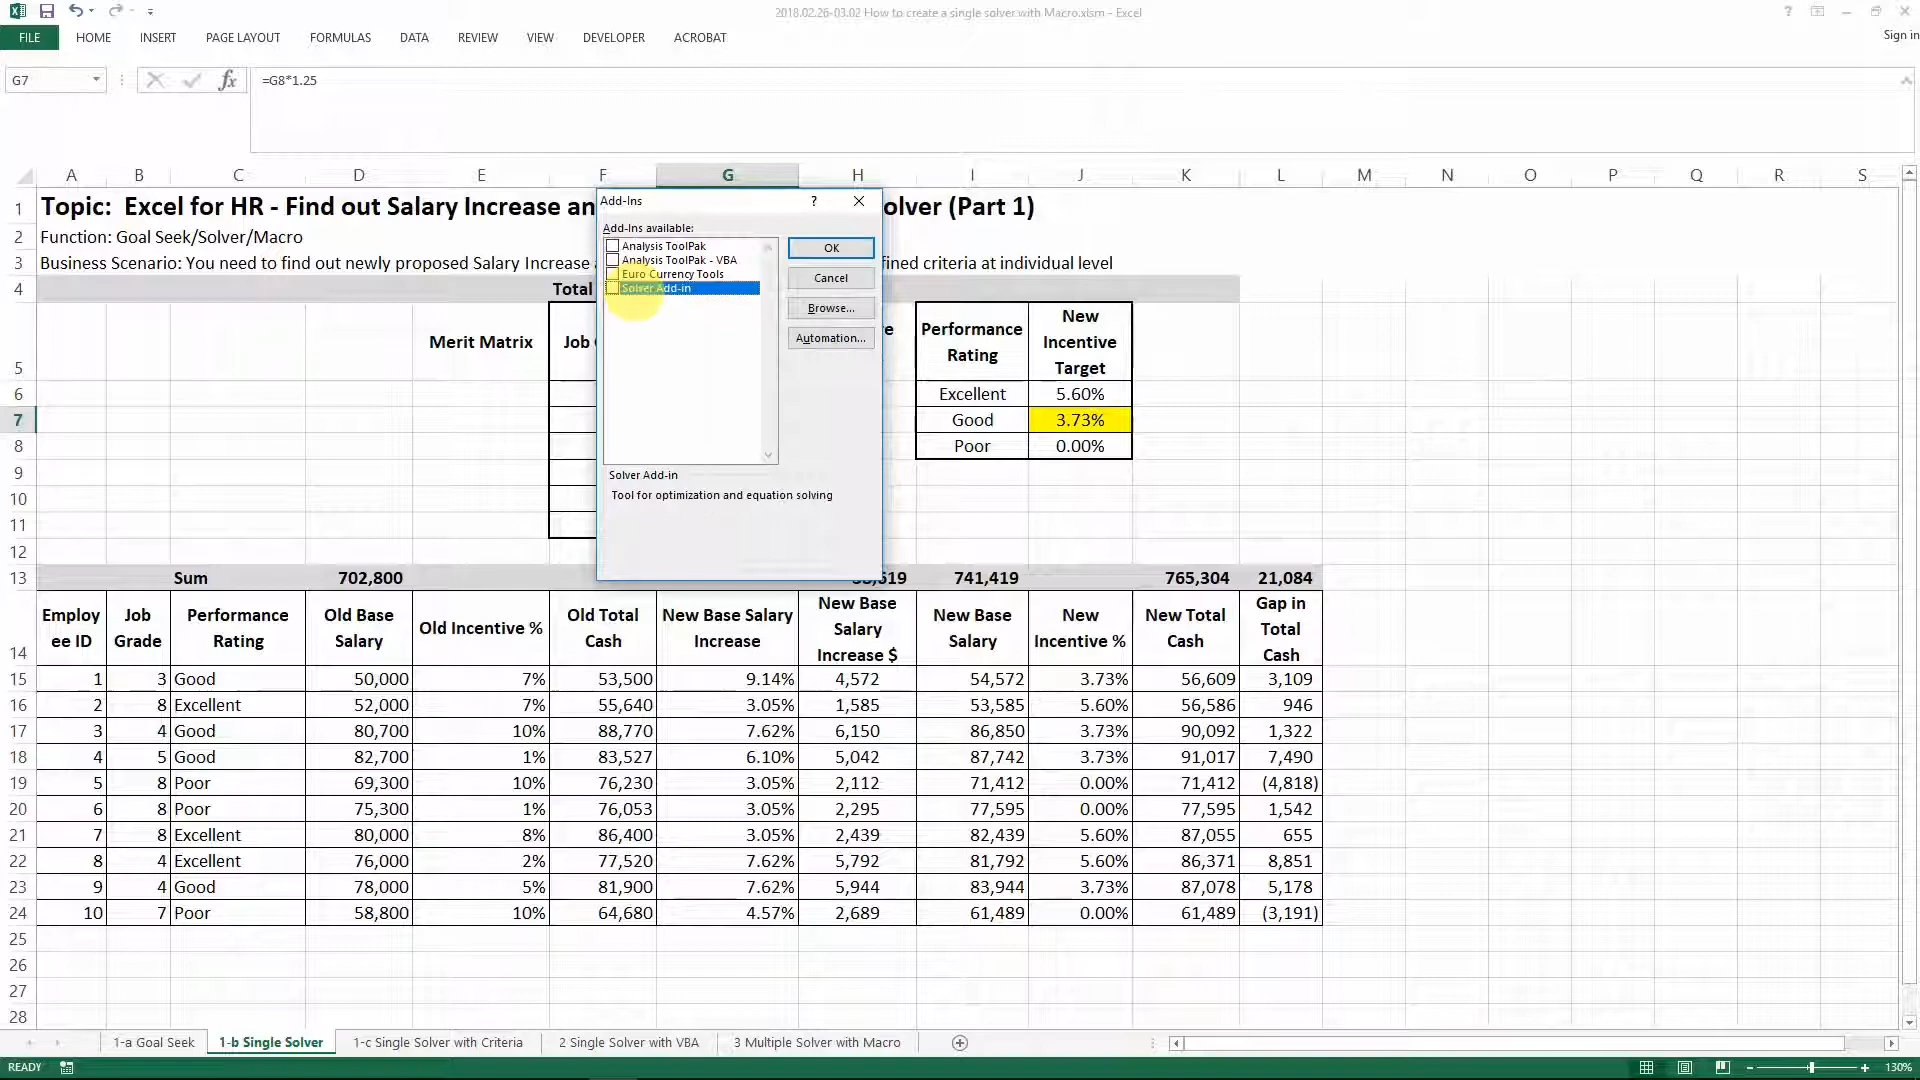 2018.02.26-03.02 How to create a single solver with Macro.xlsm - Excel
FILE HOME INSERT PAGE LAYOUT FORMULAS DATA REVIEW VIEW DEVELOPER ACROBAT Sign in
G7 fx =G8*1.25
A B C D E F G H I J K L M N O P Q R S
1 Topic: Excel for HR - Find out Salary Increase an olver (Part 1)
2 Function: Goal Seek/Solver/Macro
3 Business Scenario: You need to find out newly proposed Salary Increase a fined criteria at individual level
4 Total
5 Merit Matrix Job e Performance Rating New Incentive Target
6 Excellent 5.60%
7 Good 3.73%
8 Poor 0.00%
9
10
11
12
Add-Ins ?
Add-Ins available:
Analysis ToolPak
Analysis ToolPak - VBA
Euro Currency Tools
Solver Add-in
OK
Cancel
Browse...
Automation...
Solver Add-in
Tool for optimization and equation solving
13 Sum 702,800 619 741,419 765,304 21,084
14 Employee ID Job Grade Performance Rating Old Base Salary Old Incentive % Old Total Cash New Base Salary Increase New Base Salary Increase $ New Base Salary New Incentive % New Total Cash Gap in Total Cash
15 1 3 Good 50,000 7% 53,500 9.14% 4,572 54,572 3.73% 56,609 3,109
16 2 8 Excellent 52,000 7% 55,640 3.05% 1,585 53,585 5.60% 56,586 946
17 3 4 Good 80,700 10% 88,770 7.62% 6,150 86,850 3.73% 90,092 1,322
18 4 5 Good 82,700 1% 83,527 6.10% 5,042 87,742 3.73% 91,017 7,490
19 5 8 Poor 69,300 10% 76,230 3.05% 2,112 71,412 0.00% 71,412 (4,818)
20 6 8 Poor 75,300 1% 76,053 3.05% 2,295 77,595 0.00% 77,595 1,542
21 7 8 Excellent 80,000 8% 86,400 3.05% 2,439 82,439 5.60% 87,055 655
22 8 4 Excellent 76,000 2% 77,520 7.62% 5,792 81,792 5.60% 86,371 8,851
23 9 4 Good 78,000 5% 81,900 7.62% 5,944 83,944 3.73% 87,078 5,178
24 10 7 Poor 58,800 10% 64,680 4.57% 2,689 61,489 0.00% 61,489 (3,191)
25
26
27
28
1-a Goal Seek 1-b Single Solver 1-c Single Solver with Criteria 2 Single Solver with VBA 3 Multiple Solver with Macro
READY 130%